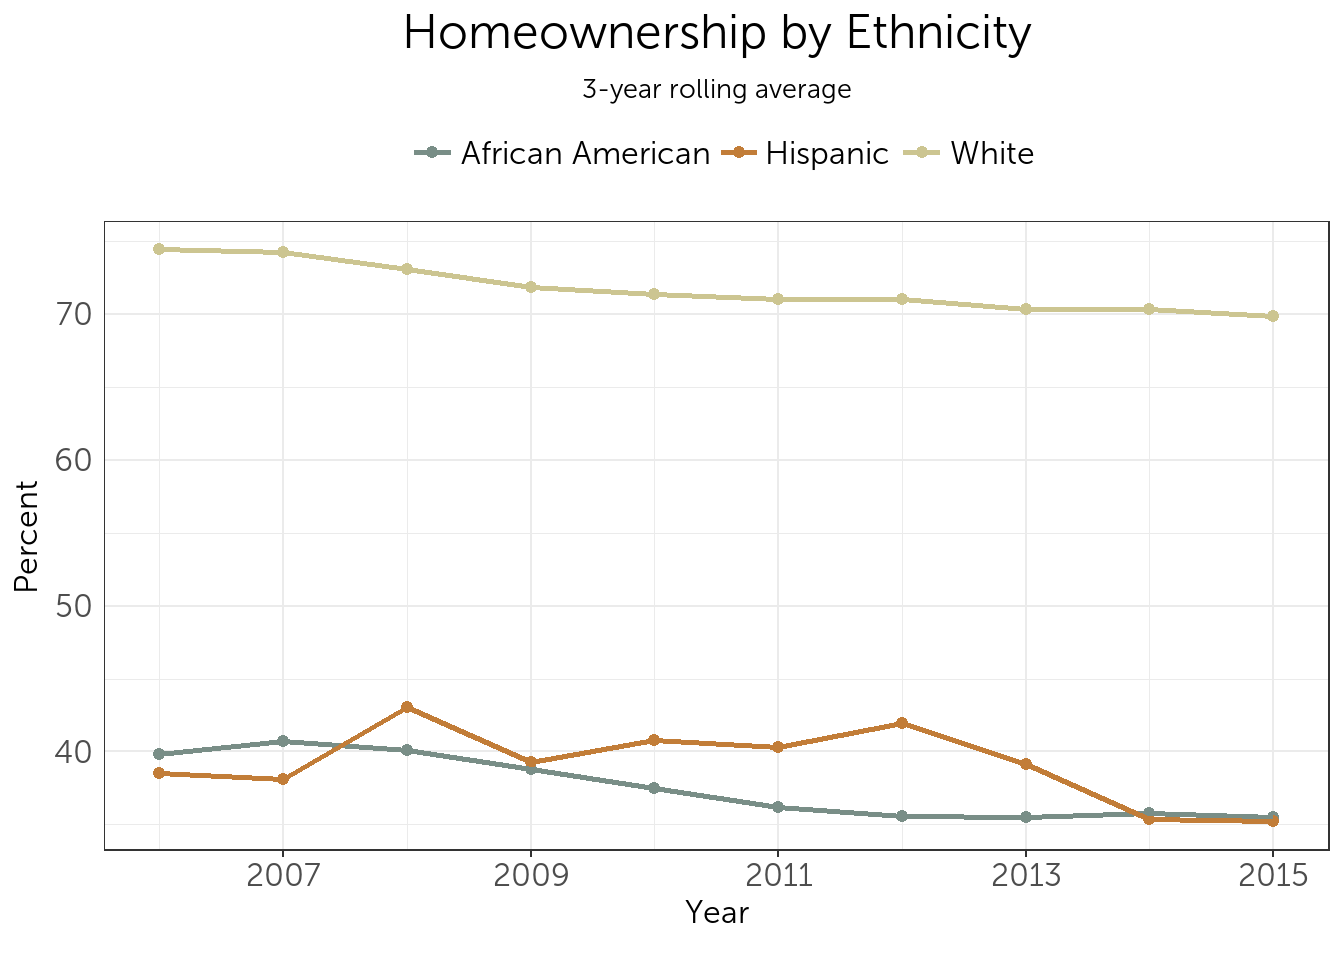 Homeownership by Ethnicity
3-year rolling average
African American Hispanic White
Percent
70
60
50
40
2007 2009 2011 2013 2015
Year